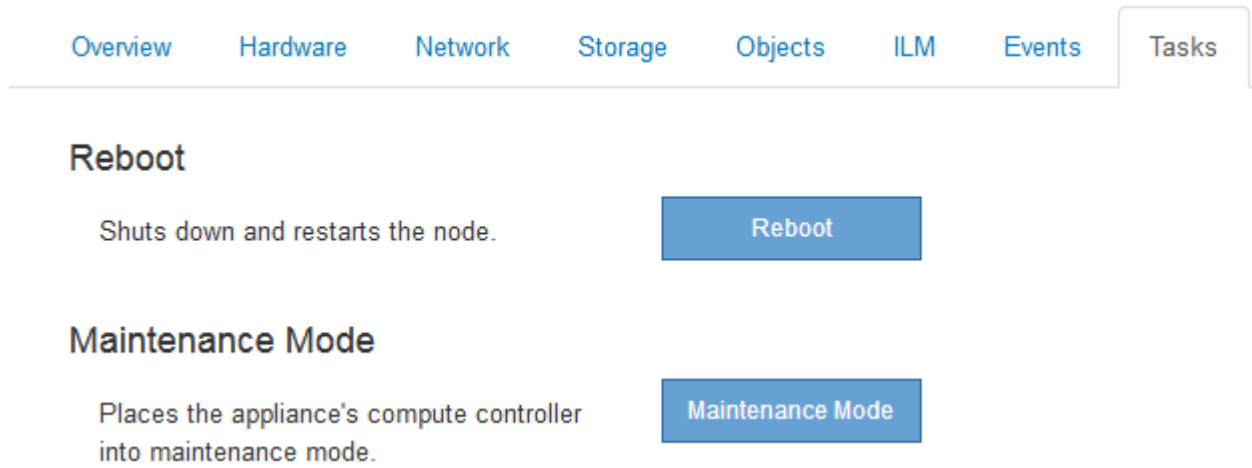 Overview Hardware Network Storage Objects ILM Events Tasks
Reboot
Shuts down and restarts the node.
Reboot
Maintenance Mode
Places the appliance's compute controller
into maintenance mode.
Maintenance Mode